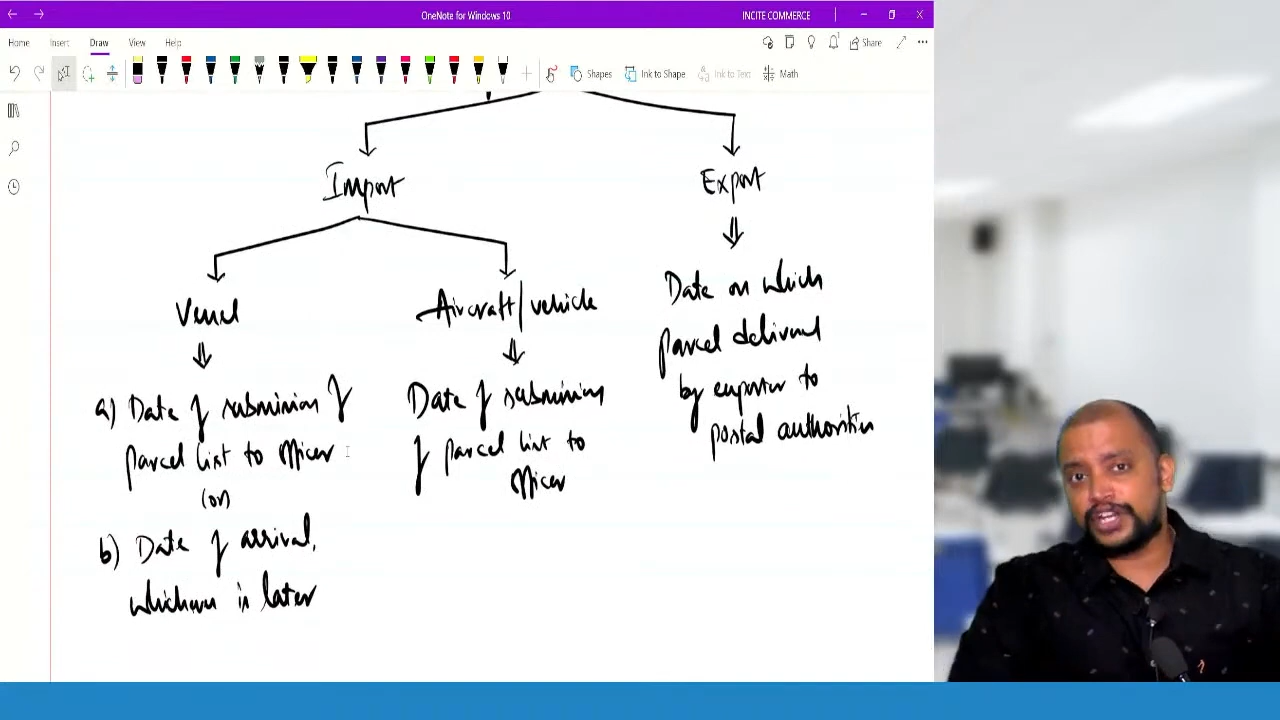 OneNote for Windows 10
INCITE COMMERCE
Home
Insert
Draw
View
Help
Share
Shapes
Ink to Shape
Ink to Text
Math
Import
Export
Vessel
Aircraft/vehicle
Date on which
parcel delivered
by exporter to
postal authorities
a) Date of submission of
parcel list to officer
(or)
b) Date of arrival,
whichever is later
Date of submission
of parcel list to
officer